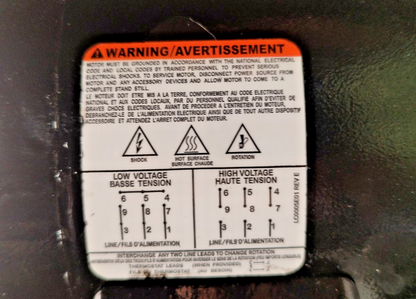 WARNING/AVERTISSEMENT
MOTOR MUST BE GROUNDED IN ACCORDANCE WITH THE NATIONAL ELECTRICAL
CODE AND LOCAL CODES BY TRAINED PERSONNEL TO PREVENT SERIOUS
ELECTRICAL SHOCKS. TO SERVICE MOTOR, DISCONNECT POWER SOURCE FROM
MOTOR AND ANY ACCESSORY DEVICES AND ALLOW MOTOR TO COME TO A
COMPLETE STAND STILL.
LE MOTEUR DOIT ETRE MIS A LA TERRE, CONFORMEMENT AU CODE ELECTRIQUE
NATIONAL ET AUX CODES LOCAUX, PAR DU PERSONNEL QUALIFIE AFIN D'EVITER DE
GRAVES CHOCS ELECTRIQUES. AVANT DE PROCEDER A L'ENTRETIEN DU MOTEUR,
DEBRANCHEZ-LE DE L'ALIMENTATION ELECTRIQUE AINSI QUE DE TOUT AUTRE DISPOSITIF
ACCESSOIRE ET ATTENDEZ L'ARRET COMPLET DU MOTEUR.
SHOCK
HOT SURFACE
SURFACE CHAUDE
ROTATION
LOW VOLTAGE
BASSE TENSION
6 5 4
9 8 7
3 2 1
LINE/FILS D'ALIMENTATION
HIGH VOLTAGE
HAUTE TENSION
6 5 4
9 8 7
3 2 1
LINE/FILS D'ALIMENTATION
INTERCHANGE ANY TWO LINE LEADS TO CHANGE ROTATION
THERMOSTAT LEADS (WHEN PROVIDED)